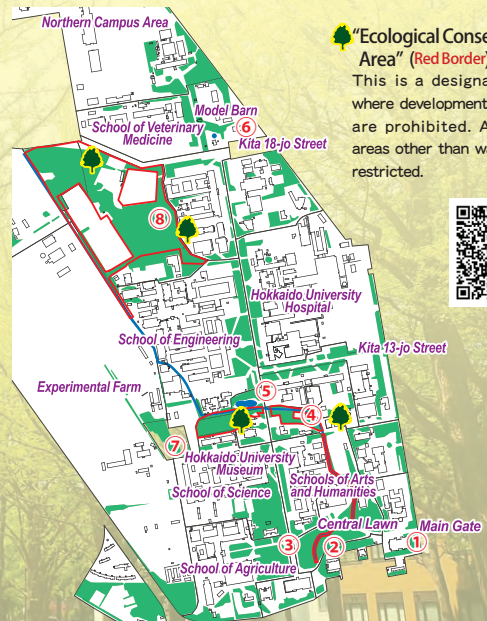 Northern Campus Area
"Ecological Conse
Area" (Red Border)
This is a designa
where development
are prohibited. A
areas other than wa
restricted.
Model Barn
⑥
School of Veterinary
Medicine
Kita 18-jo Street
⑧
Hokkaido University
Hospital
School of Engineering
Kita 13-jo Street
Experimental Farm
⑤
④
⑦
Hokkaido University
Museum
School of Science
Schools of Arts
and Humanities
Central Lawn
Main Gate
③
②
①
School of Agriculture